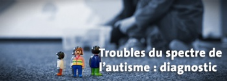 Troubles du spectre de
l'autisme : diagnostic